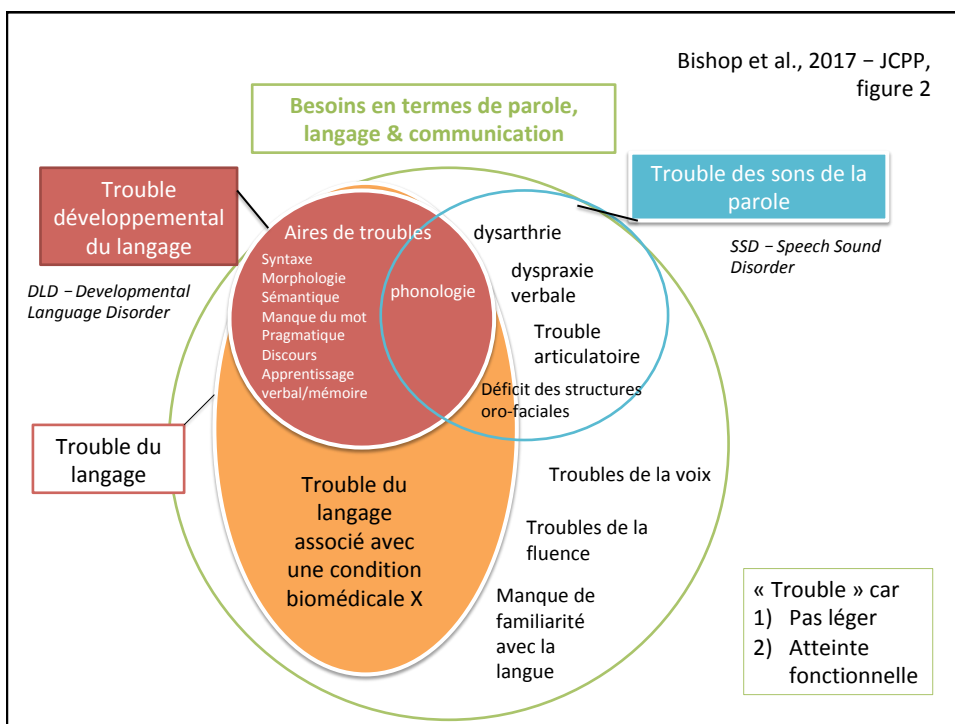 Bishop et al., 2017 – JCPP,
figure 2
Besoins en termes de parole,
langage & communication
Trouble
développemental
du langage
DLD – Developmental
Language Disorder
Trouble des sons de la
parole
SSD – Speech Sound
Disorder
Aires de troubles
Syntaxe
Morphologie
Sémantique
Manque du mot
Pragmatique
Discours
Apprentissage
verbal/mémoire
phonologie
dysarthrie
dyspraxie
verbale
Trouble
articulatoire
Déficit des structures
oro-faciales
Trouble du
langage
Trouble du
langage
associé avec
une condition
biomédicale X
Troubles de la voix
Troubles de la
fluence
Manque de
familiarité
avec la
langue
« Trouble » car
1) Pas léger
2) Atteinte
fonctionnelle